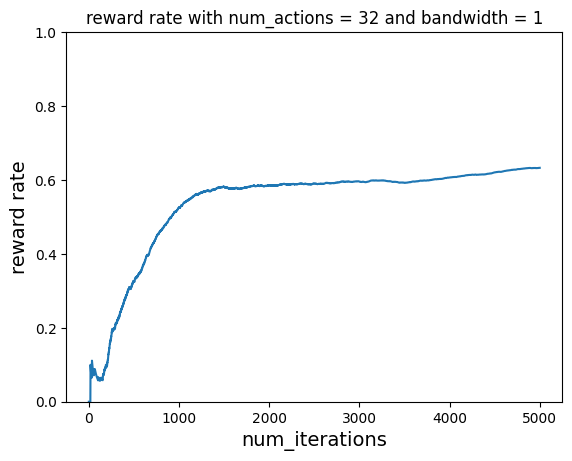 reward rate with num_actions = 32 and bandwidth = 1
1.0
0.8
0.6
0.4
0.2
0.0
reward rate
0 1000 2000 3000 4000 5000
num_iterations